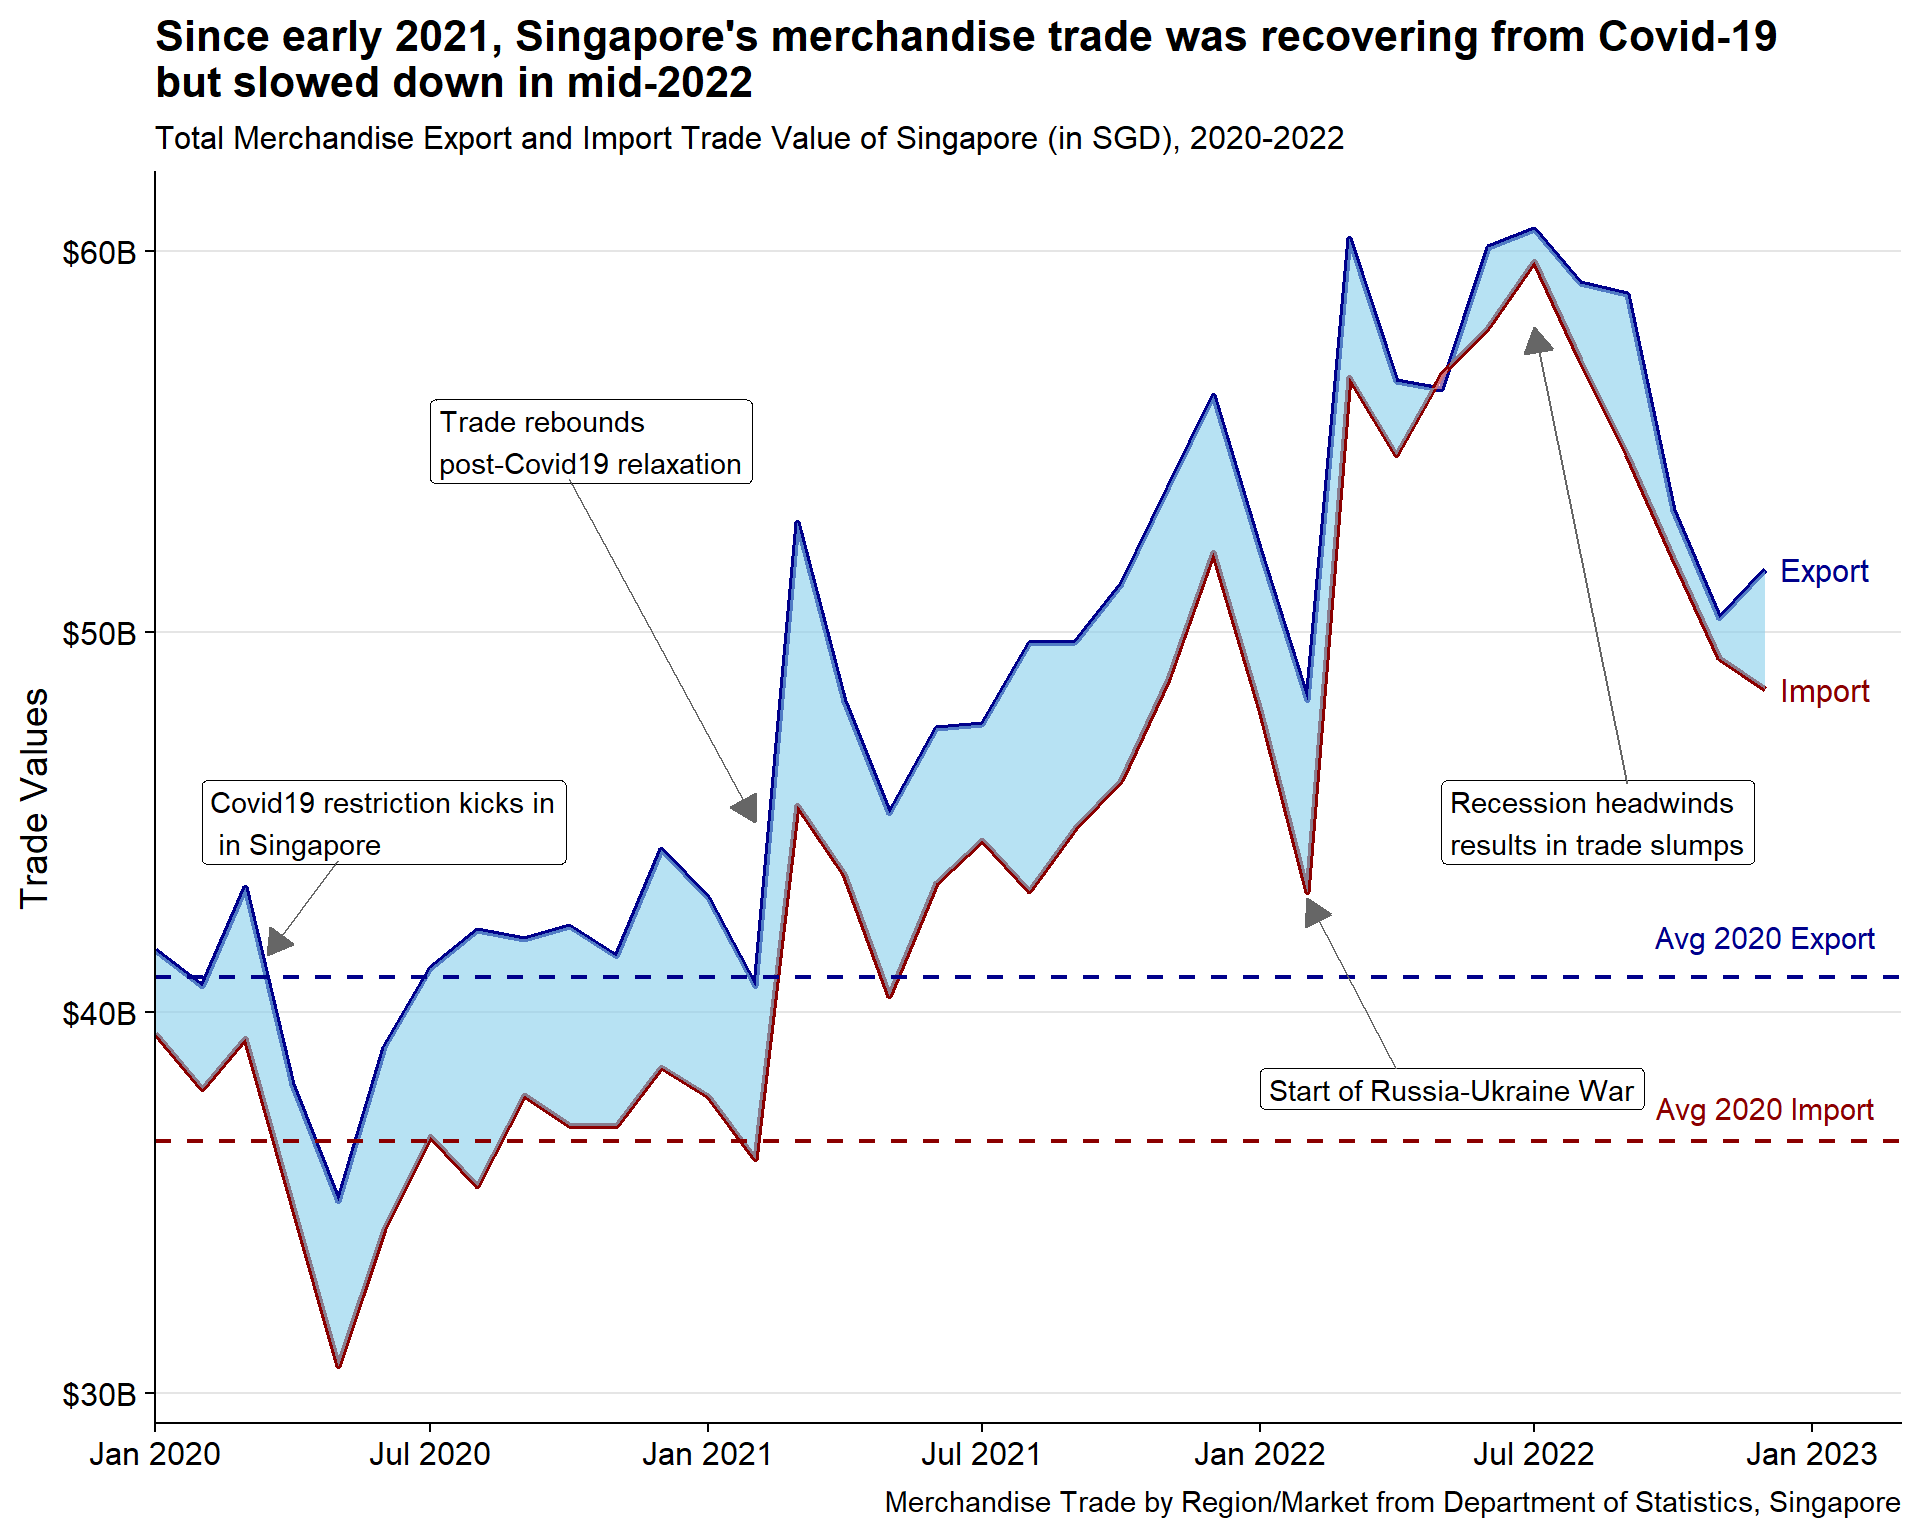 Since early 2021, Singapore's merchandise trade was recovering from Covid-19
but slowed down in mid-2022
Total Merchandise Export and Import Trade Value of Singapore (in SGD), 2020-2022
Trade Values
$60B
$50B
$40B
$30B
Trade rebounds
post-Covid19 relaxation
Covid19 restriction kicks in
in Singapore
Export
Import
Recession headwinds
results in trade slumps
Avg 2020 Export
Start of Russia-Ukraine War
Avg 2020 Import
Jan 2020
Jul 2020
Jan 2021
Jul 2021
Jan 2022
Jul 2022
Jan 2023
Merchandise Trade by Region/Market from Department of Statistics, Singapore